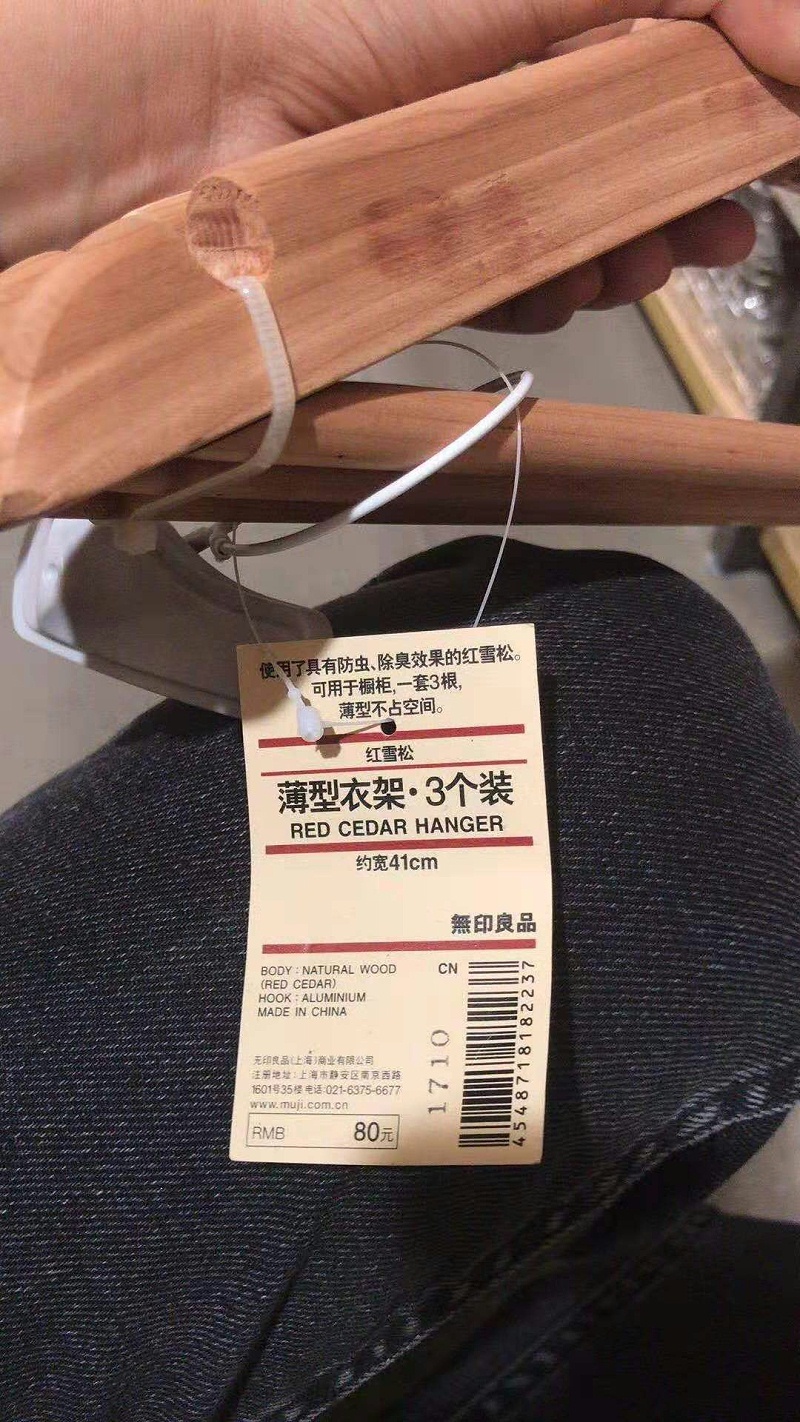 使用了具有防虫、除臭效果的红雪松。
可用于橱柜,一套3根,
薄型不占空间。
红雪松
薄型衣架·3个装
RED CEDAR HANGER
约宽41cm
無印良品
BODY : NATURAL WOOD
(RED CEDAR)
HOOK : ALUMINIUM
MADE IN CHINA
CN
无印良品(上海)商业有限公司
注册地址:上海市静安区南京西路
1601号35楼 电话:021-6375-6677
www.muji.com.cn
RMB 80元
1710
4548718182237